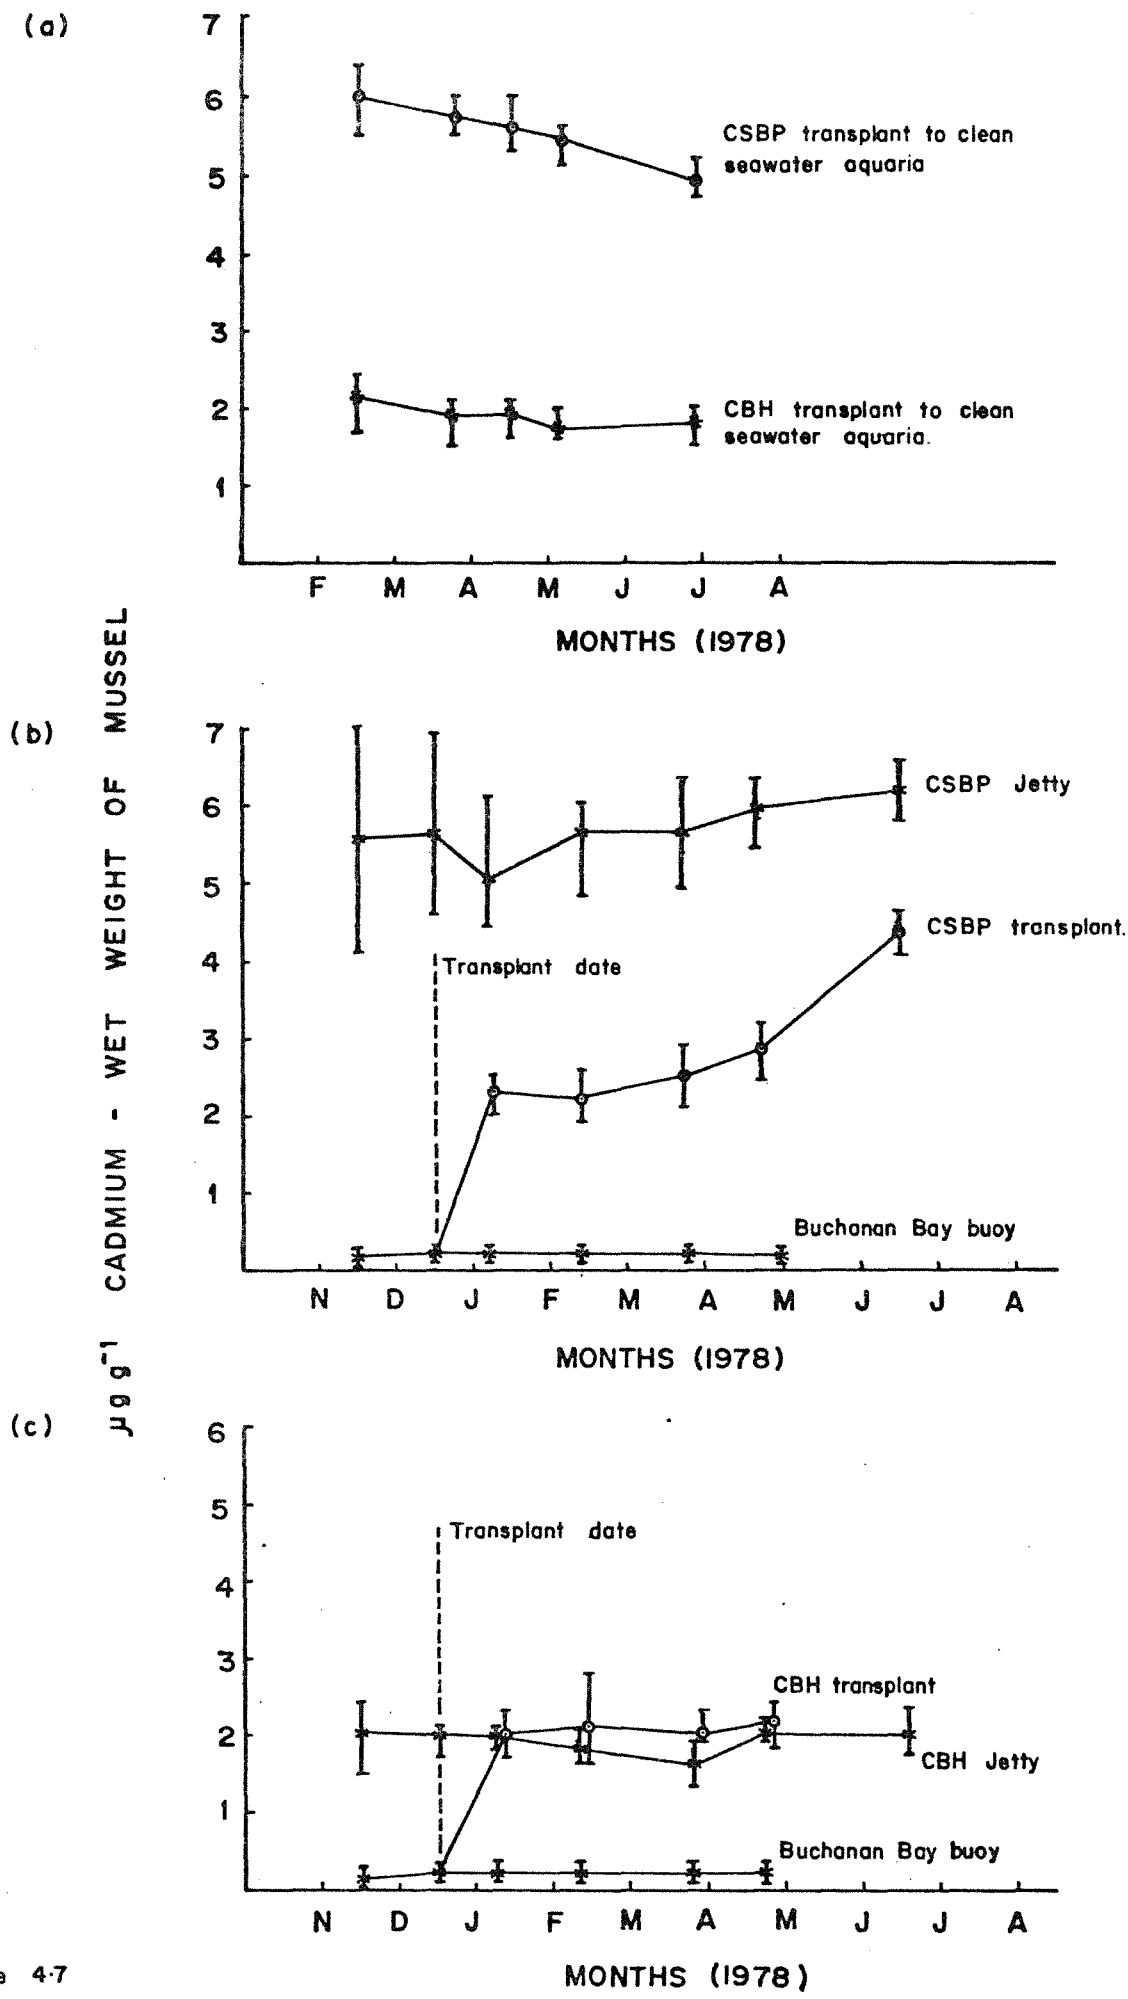 (a)
7
6
5
4
3
2
1
CSBP transplant to clean
seawater aquaria
CBH transplant to clean
seawater aquaria.
F M A M J J A
MONTHS (1978)
µg g⁻¹ CADMIUM - WET WEIGHT OF MUSSEL
(b)
7
6
5
4
3
2
1
CSBP Jetty
CSBP transplant.
Transplant date
Buchanan Bay buoy
N D J F M A M J J A
MONTHS (1978)
(c)
6
5
4
3
2
1
Transplant date
CBH transplant
CBH Jetty
Buchanan Bay buoy
N D J F M A M J J A
MONTHS (1978)
e 4·7